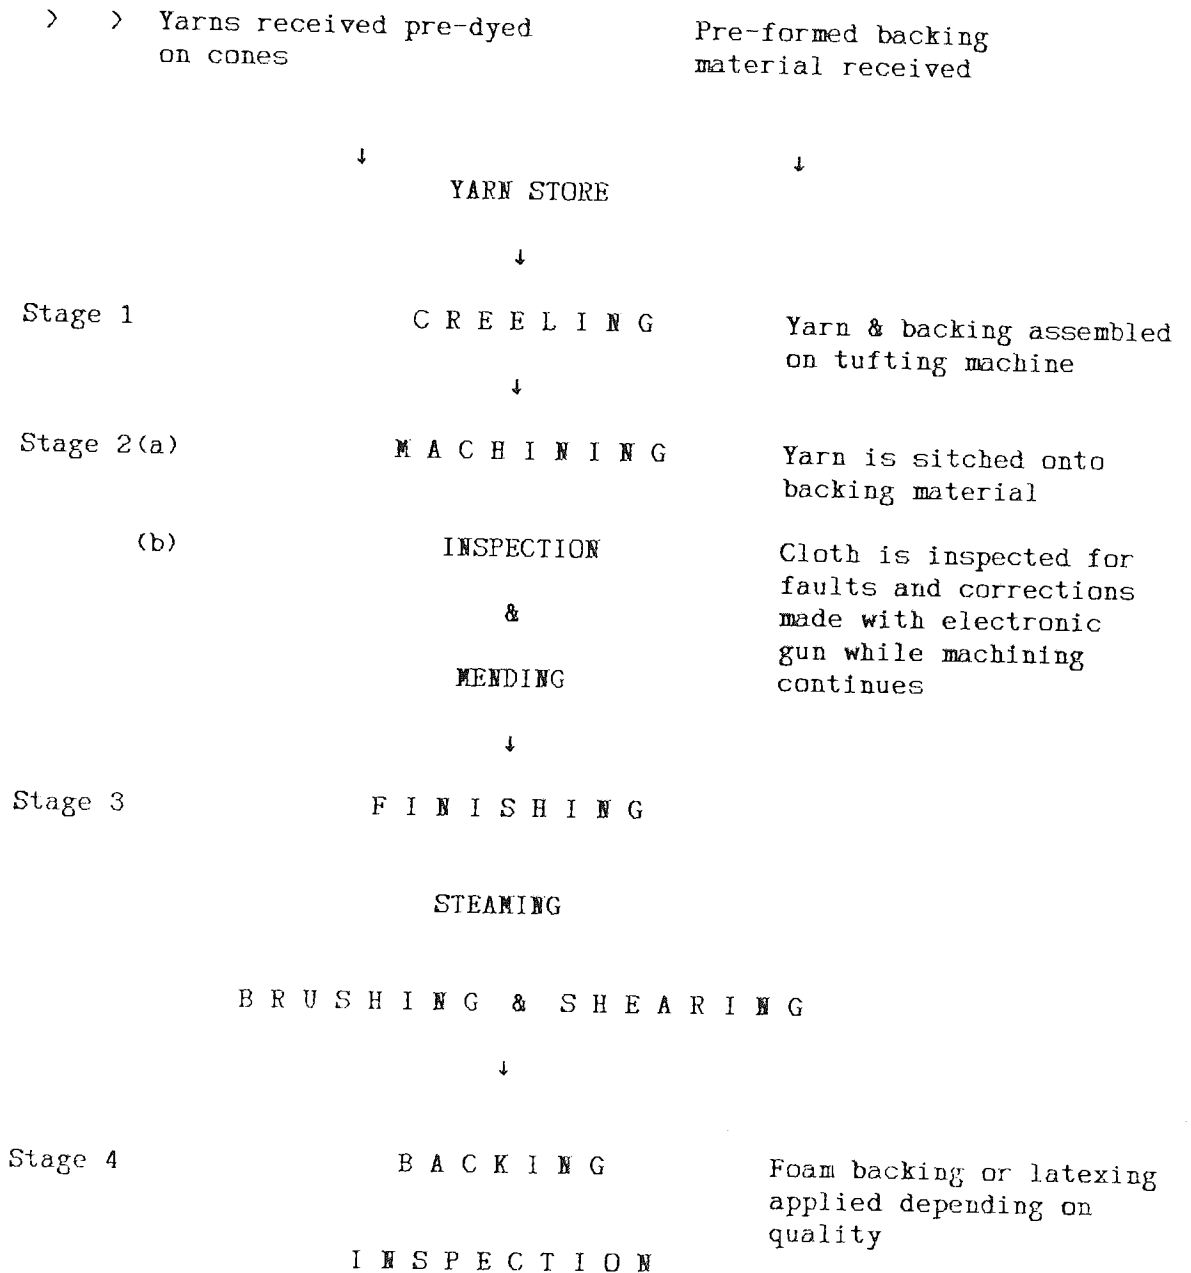 > > Yarns received pre-dyed
on cones
Pre-formed backing
material received
↓ ↓
YARN STORE
↓
Stage 1
C R E E L I N G
Yarn & backing assembled
on tufting machine
↓
Stage 2(a)
M A C H I N I N G
Yarn is sitched onto
backing material
(b)
INSPECTION
&
MENDING
Cloth is inspected for
faults and corrections
made with electronic
gun while machining
continues
↓
Stage 3
F I N I S H I N G
STEAMING
B R U S H I N G & S H E A R I N G
↓
Stage 4
B A C K I N G
Foam backing or latexing
applied depending on
quality
I N S P E C T I O N